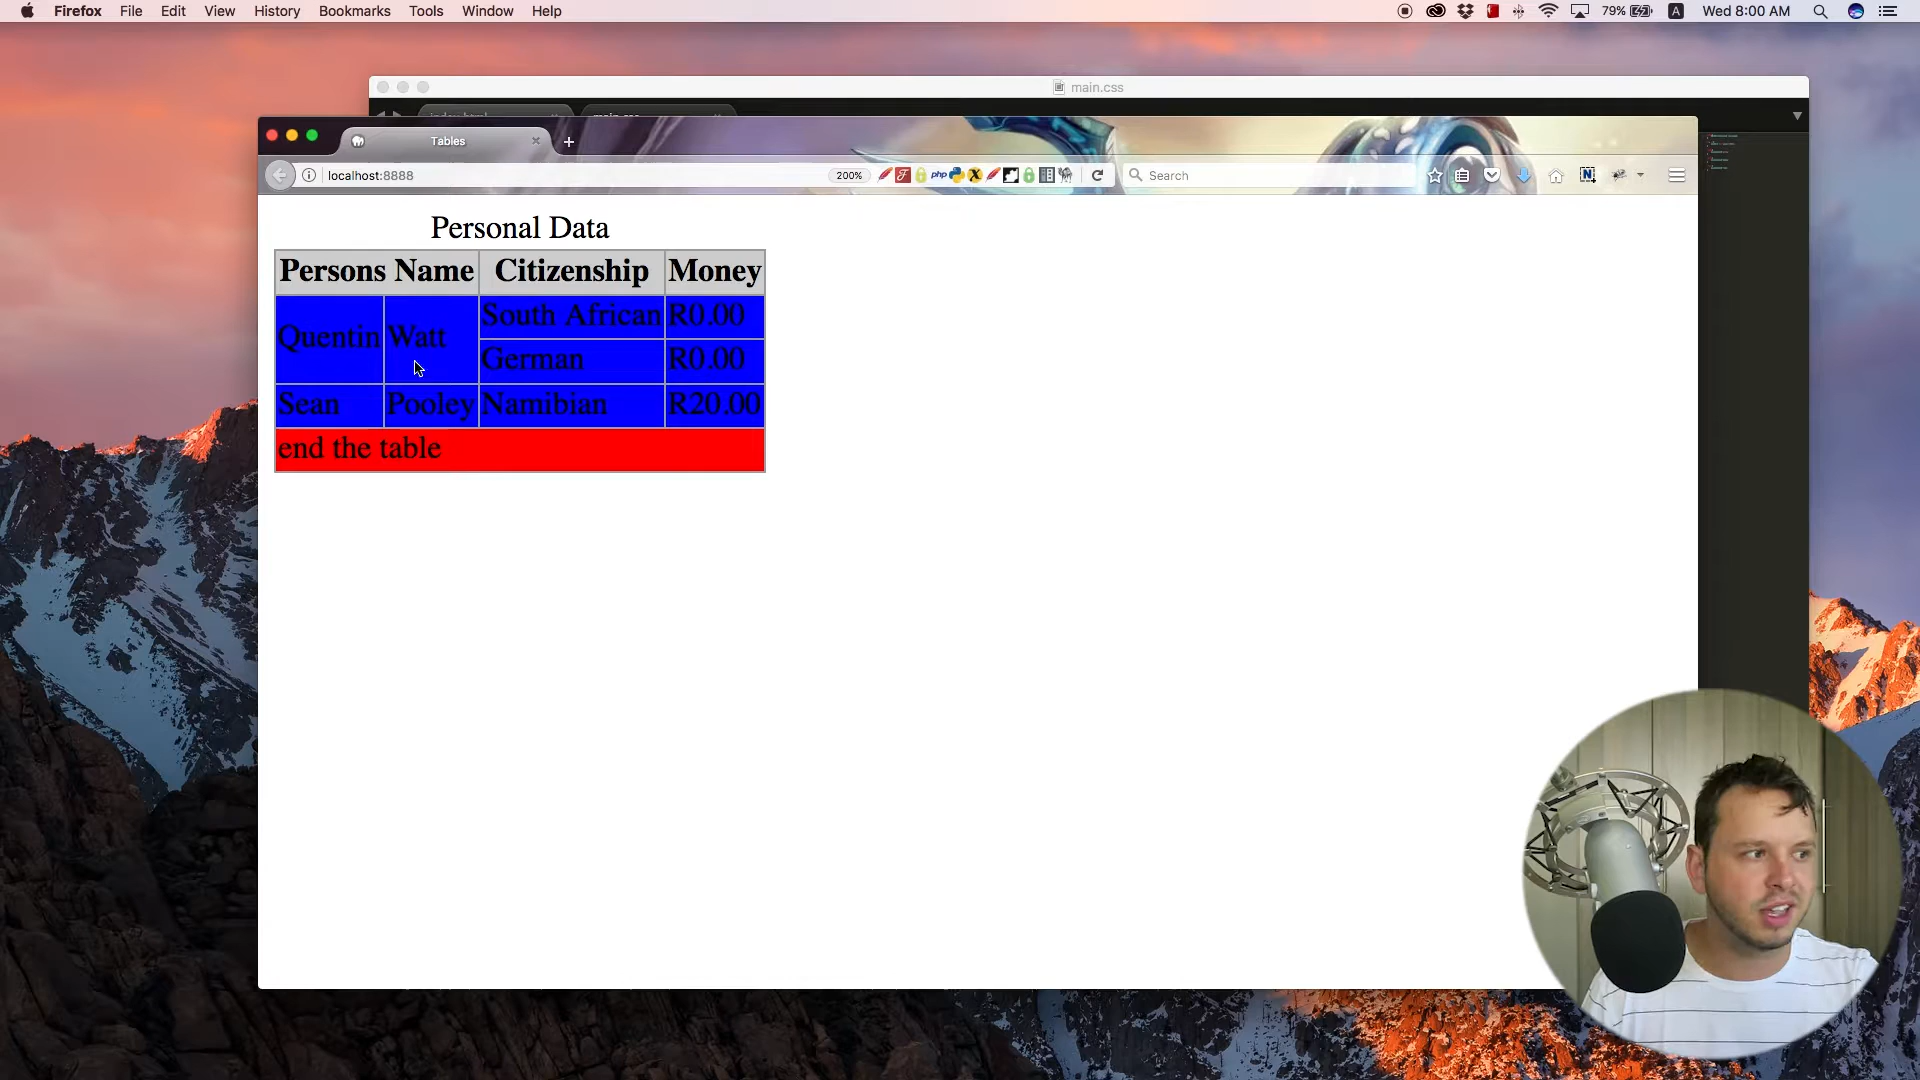 Firefox File Edit View History Bookmarks Tools Window Help 79% A Wed 8:00 AM
main.css
Tables
localhost:8888 200% php Search
Personal Data
Persons Name Citizenship Money
Quentin Watt South African R0.00
German R0.00
Sean Pooley Namibian R20.00
end the table